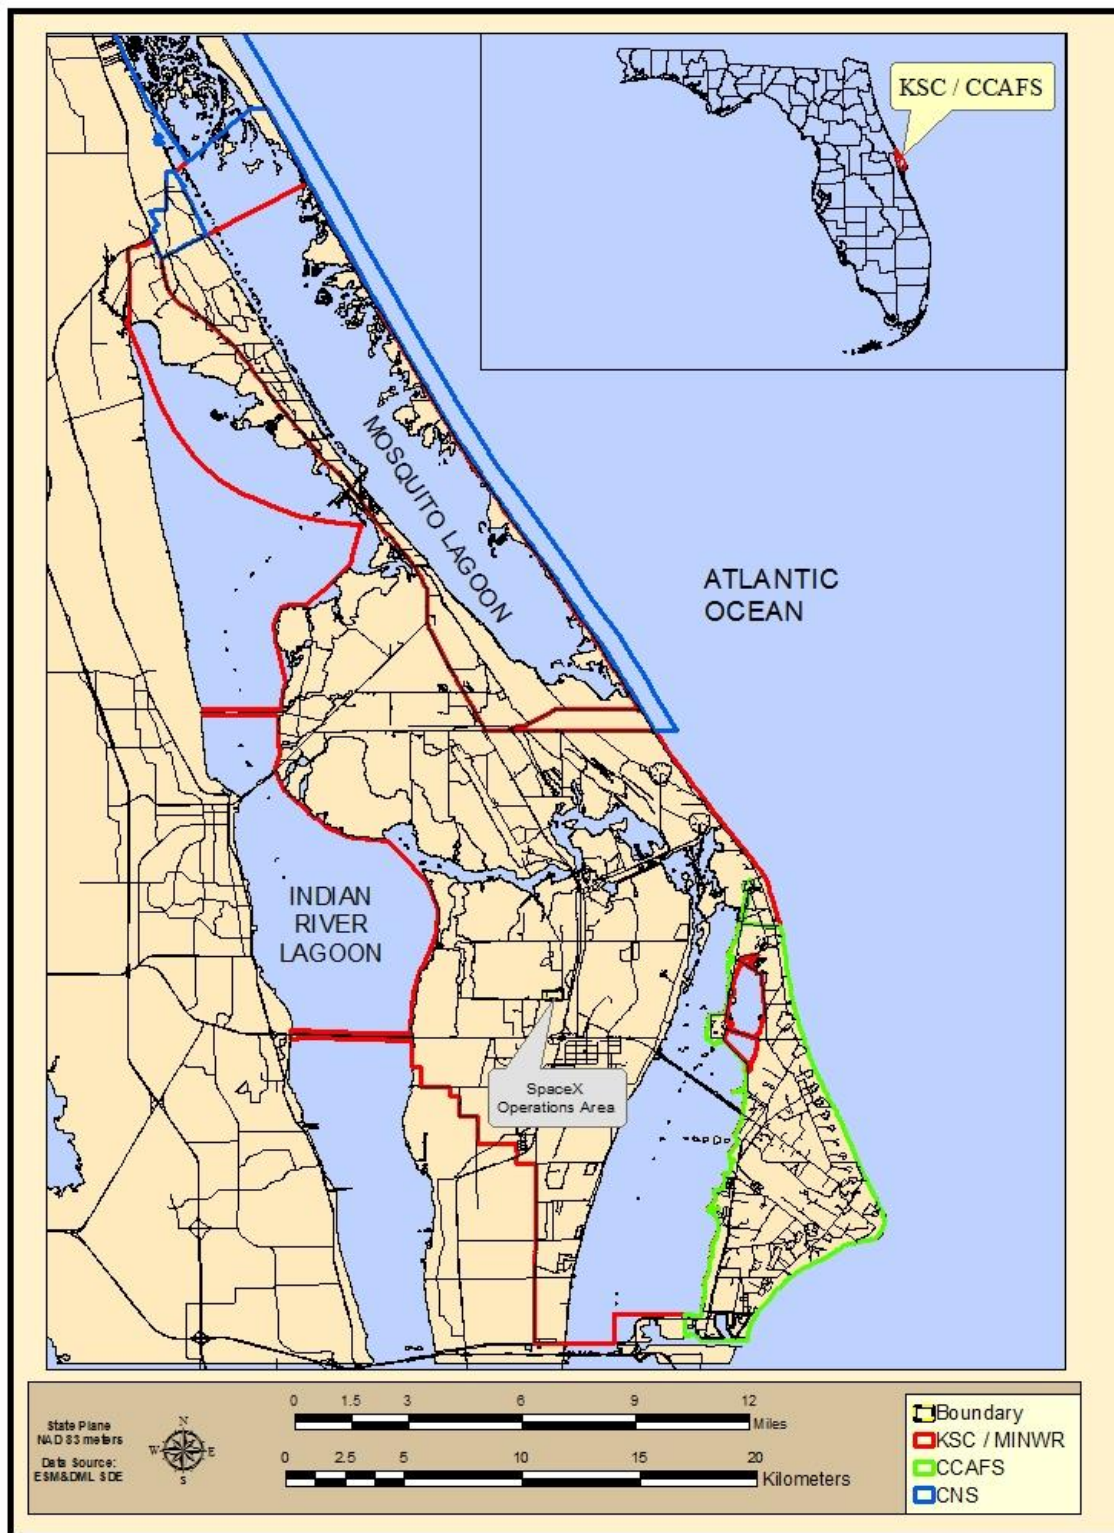 KSC / CCAFS
MOSQUITO LAGOON
ATLANTIC
OCEAN
INDIAN
RIVER
LAGOON
SpaceX
Operations Area
State Plane
NAD 83 meters
Data Source:
ESM&DML SDE
N
W E
S
0 1.5 3 6 9 12
Miles
0 2.5 5 10 15 20
Kilometers
Boundary
KSC / MINWR
CCAFS
CNS